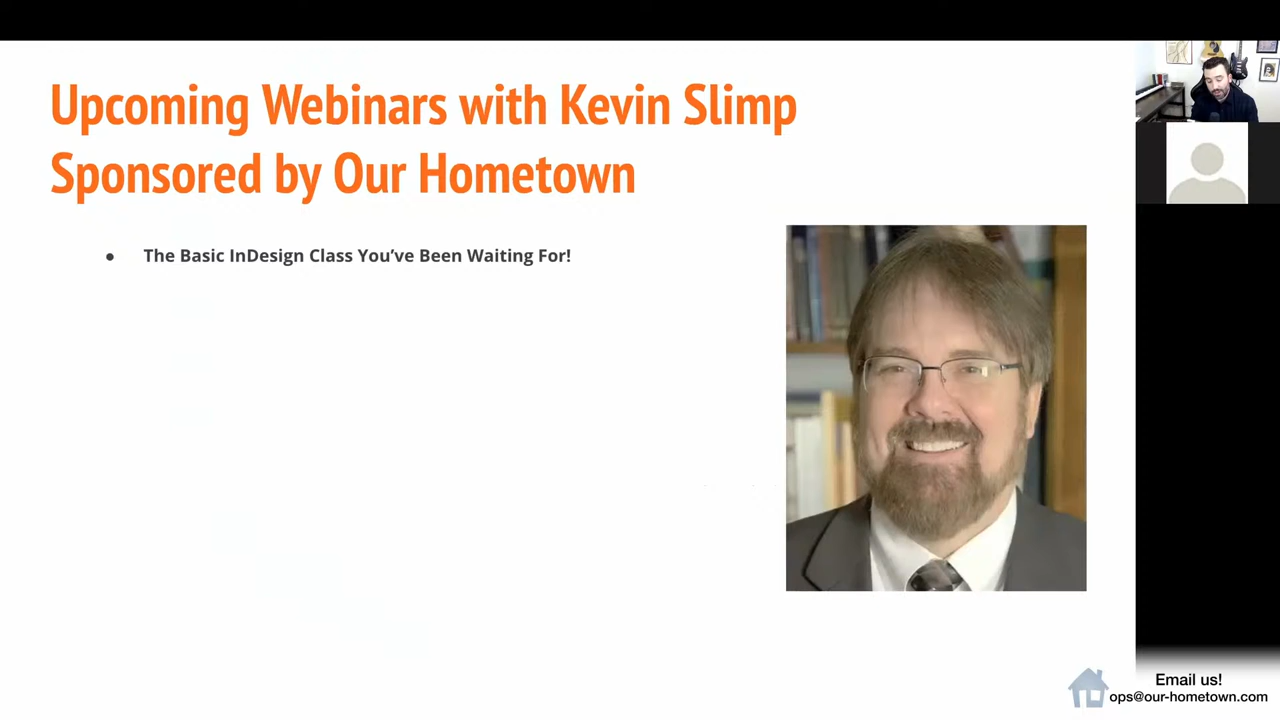 Upcoming Webinars with Kevin Slimp
Sponsored by Our Hometown
● The Basic InDesign Class You’ve Been Waiting For!
Email us!
ops@our-hometown.com